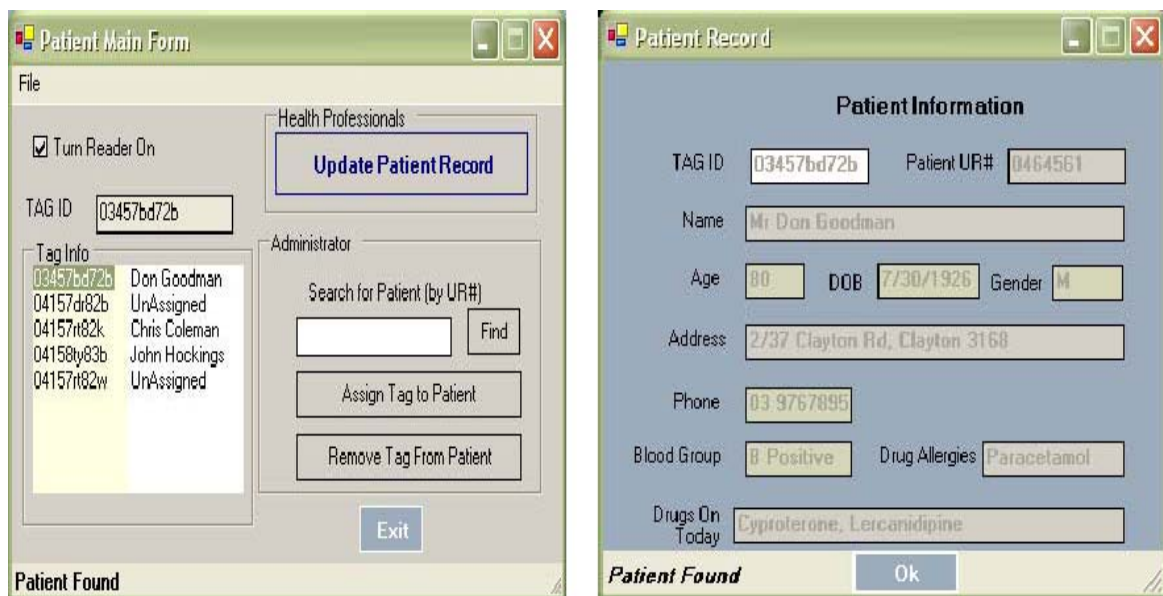 Patient Main Form
File
Turn Reader On
TAG ID 03457bd72b
Tag Info
03457bd72b Don Goodman
04157dr82b UnAssigned
04157rt82k Chris Coleman
04158ty83b John Hockings
04157rt82w UnAssigned
Health Professionals
Update Patient Record
Administrator
Search for Patient (by UR#)
Find
Assign Tag to Patient
Remove Tag From Patient
Exit
Patient Found
Patient Record
Patient Information
TAG ID 03457bd72b Patient UR# 0464561
Name Mr Don Goodman
Age 80 DOB 7/30/1926 Gender M
Address 2/37 Clayton Rd, Clayton 3168
Phone 03 9767895
Blood Group B Positive Drug Allergies Paracetamol
Drugs On
Today Cyproterone, Lercanidipine
Patient Found Ok